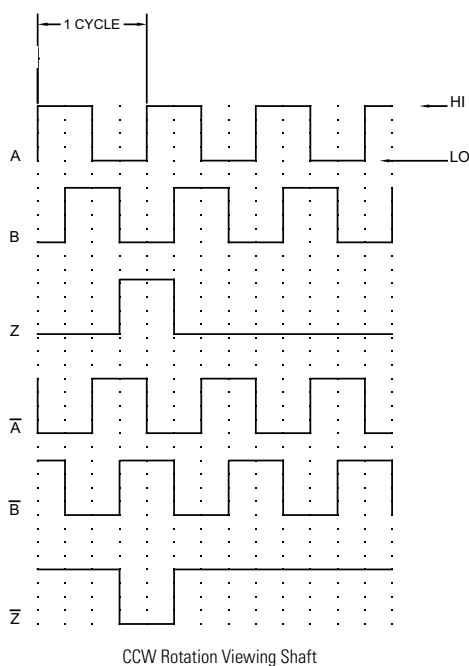 1 CYCLE
HI
A
LO
B
Z
A̅
B̅
Z̅
CCW Rotation Viewing Shaft